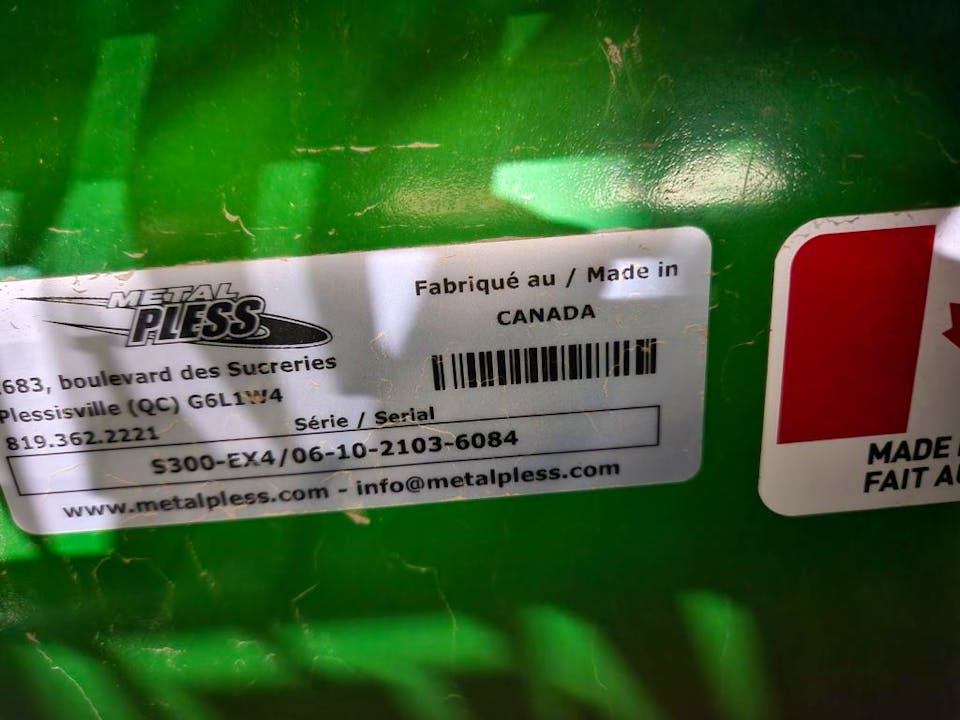 METAL
PLESS
683, boulevard des Sucreries
Plessisville (QC) G6L1W4
819.362.2221
Fabriqué au / Made in
CANADA
Série / Serial
S300-EX4/06-10-2103-6084
www.metalpless.com - info@metalpless.com
MADE
FAIT AU